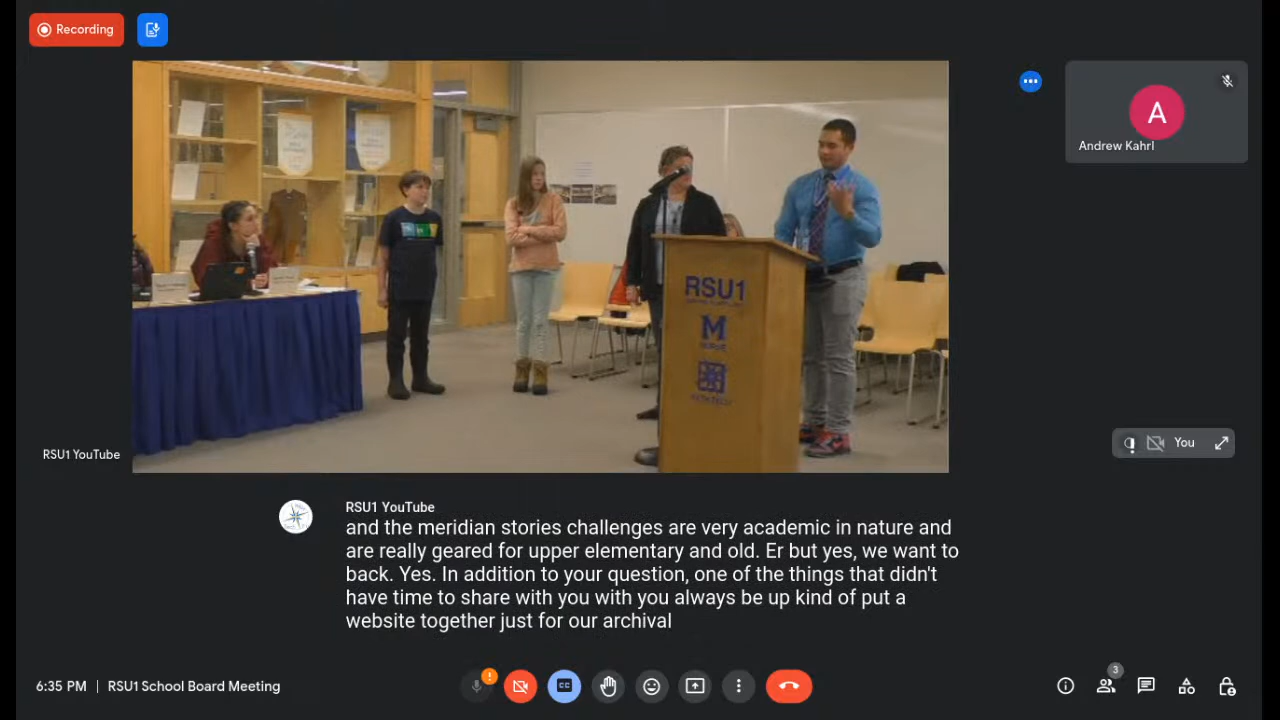 Recording
A
Andrew Kahrl
RSU1
M
RSU1 YouTube
You
RSU1 YouTube
and the meridian stories challenges are very academic in nature and
are really geared for upper elementary and old. Er but yes, we want to
back. Yes. In addition to your question, one of the things that didn't
have time to share with you with you always be up kind of put a
website together just for our archival
6:35 PM | RSU1 School Board Meeting
!
CC
3